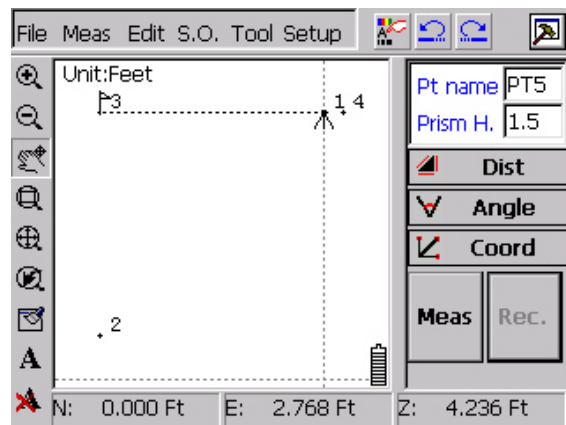 File Meas Edit S.O. Tool Setup
Unit:Feet
3
1 4
2
Pt name PT5
Prism H. 1.5
Dist
Angle
Coord
Meas Rec.
A
N: 0.000 Ft E: 2.768 Ft Z: 4.236 Ft